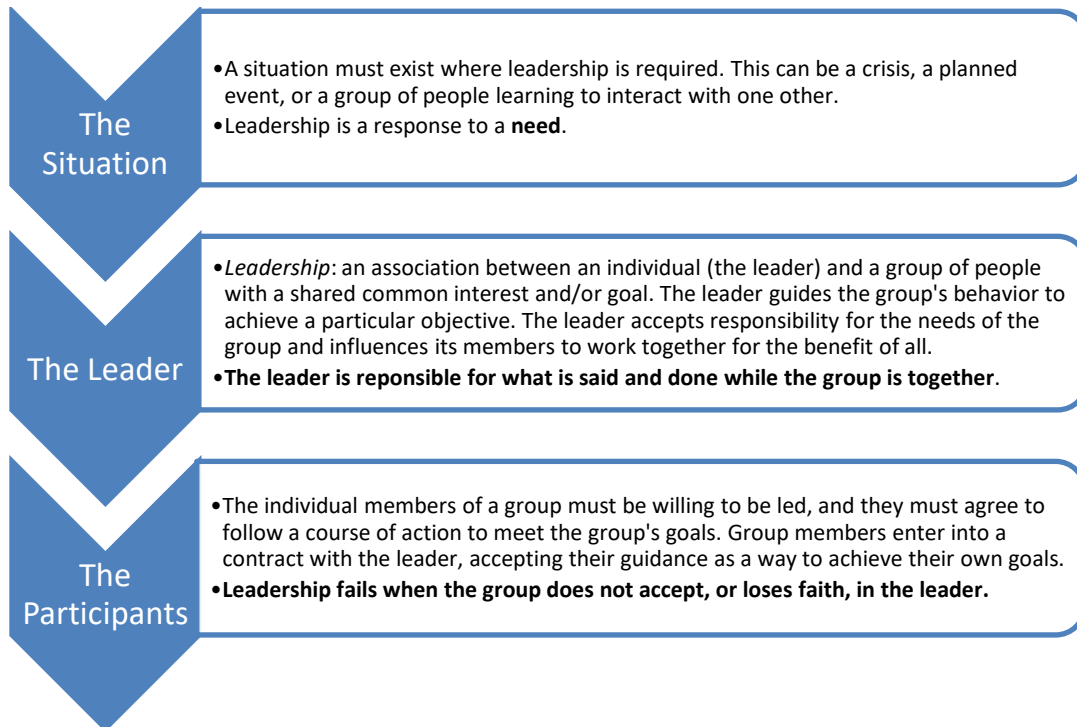 The
Situation
•A situation must exist where leadership is required. This can be a crisis, a planned
event, or a group of people learning to interact with one other.
•Leadership is a response to a need.
The Leader
•Leadership: an association between an individual (the leader) and a group of people
with a shared common interest and/or goal. The leader guides the group's behavior to
achieve a particular objective. The leader accepts responsibility for the needs of the
group and influences its members to work together for the benefit of all.
•The leader is reponsible for what is said and done while the group is together.
The
Participants
•The individual members of a group must be willing to be led, and they must agree to
follow a course of action to meet the group's goals. Group members enter into a
contract with the leader, accepting their guidance as a way to achieve their own goals.
•Leadership fails when the group does not accept, or loses faith, in the leader.